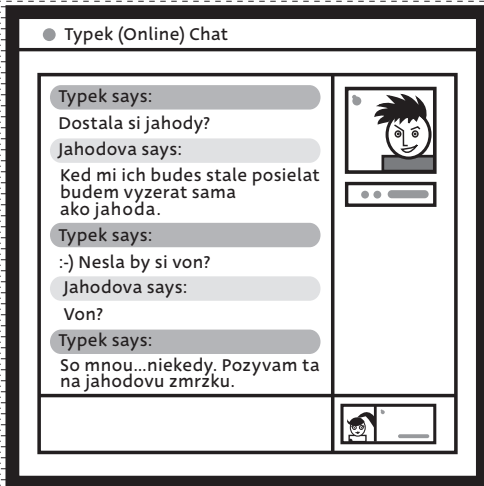 Typek (Online) Chat
Typek says:
Dostala si jahody?
Jahodova says:
Ked mi ich budes stale posielat
budem vyzerat sama
ako jahoda.
Typek says:
:-) Nesla by si von?
Jahodova says:
Von?
Typek says:
So mnou...niekedy. Pozyvam ta
na jahodovu zmrzku.